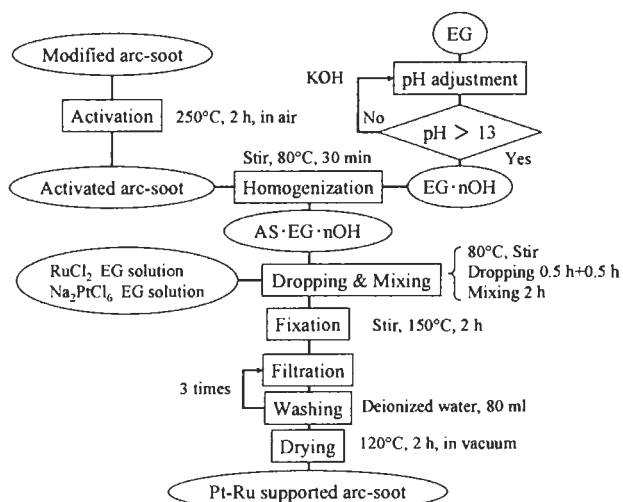 EG
Modified arc-soot
KOH
pH adjustment
Activation
250°C, 2 h, in air
No
pH > 13
Yes
Stir, 80°C, 30 min
Activated arc-soot
Homogenization
EG·nOH
AS·EG·nOH
RuCl2 EG solution
Na2PtCl6 EG solution
Dropping & Mixing
80°C, Stir
Dropping 0.5 h+0.5 h
Mixing 2 h
Fixation
Stir, 150°C, 2 h
Filtration
3 times
Washing
Deionized water, 80 ml
Drying
120°C, 2 h, in vacuum
Pt-Ru supported arc-soot